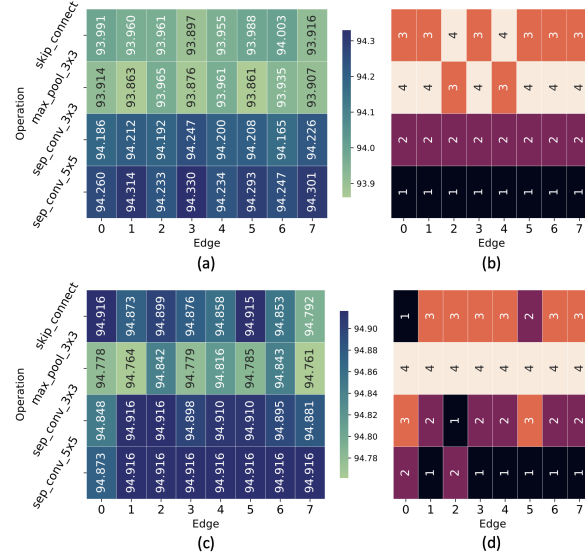 skip_connect 93.991 93.960 93.961 93.897 93.955 93.988 94.003 93.916
max_pool_3x3 93.914 93.863 93.965 93.876 93.961 93.861 93.935 93.907
sep_conv_3x3 94.186 94.212 94.192 94.247 94.200 94.208 94.165 94.226
sep_conv_5x5 94.260 94.314 94.233 94.330 94.234 94.293 94.247 94.301
Operation
0 1 2 3 4 5 6 7
Edge
(a)
94.3
94.2
94.1
94.0
93.9
3 3 4 3 4 3 3 3
4 4 3 4 3 4 4 4
2 2 2 2 2 2 2 2
1 1 1 1 1 1 1 1
0 1 2 3 4 5 6 7
Edge
(b)
skip_connect 94.916 94.873 94.899 94.876 94.858 94.915 94.853 94.792
max_pool_3x3 94.778 94.764 94.842 94.779 94.816 94.785 94.843 94.761
sep_conv_3x3 94.848 94.916 94.916 94.898 94.910 94.910 94.895 94.881
sep_conv_5x5 94.873 94.916 94.916 94.916 94.916 94.916 94.916 94.916
Operation
0 1 2 3 4 5 6 7
Edge
(c)
94.90
94.88
94.86
94.84
94.82
94.80
94.78
1 3 3 3 3 2 3 3
4 4 4 4 4 4 4 4
3 2 1 2 2 3 2 2
2 1 2 1 1 1 1 1
0 1 2 3 4 5 6 7
Edge
(d)